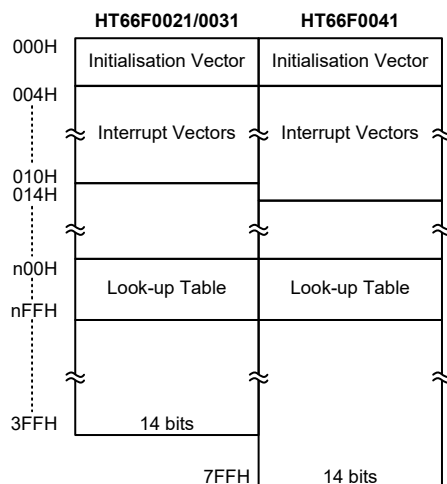 HT66F0021/0031 HT66F0041
000H
Initialisation Vector Initialisation Vector
004H
Interrupt Vectors Interrupt Vectors
010H
014H
n00H
Look-up Table Look-up Table
nFFH
3FFH 14 bits
7FFH 14 bits